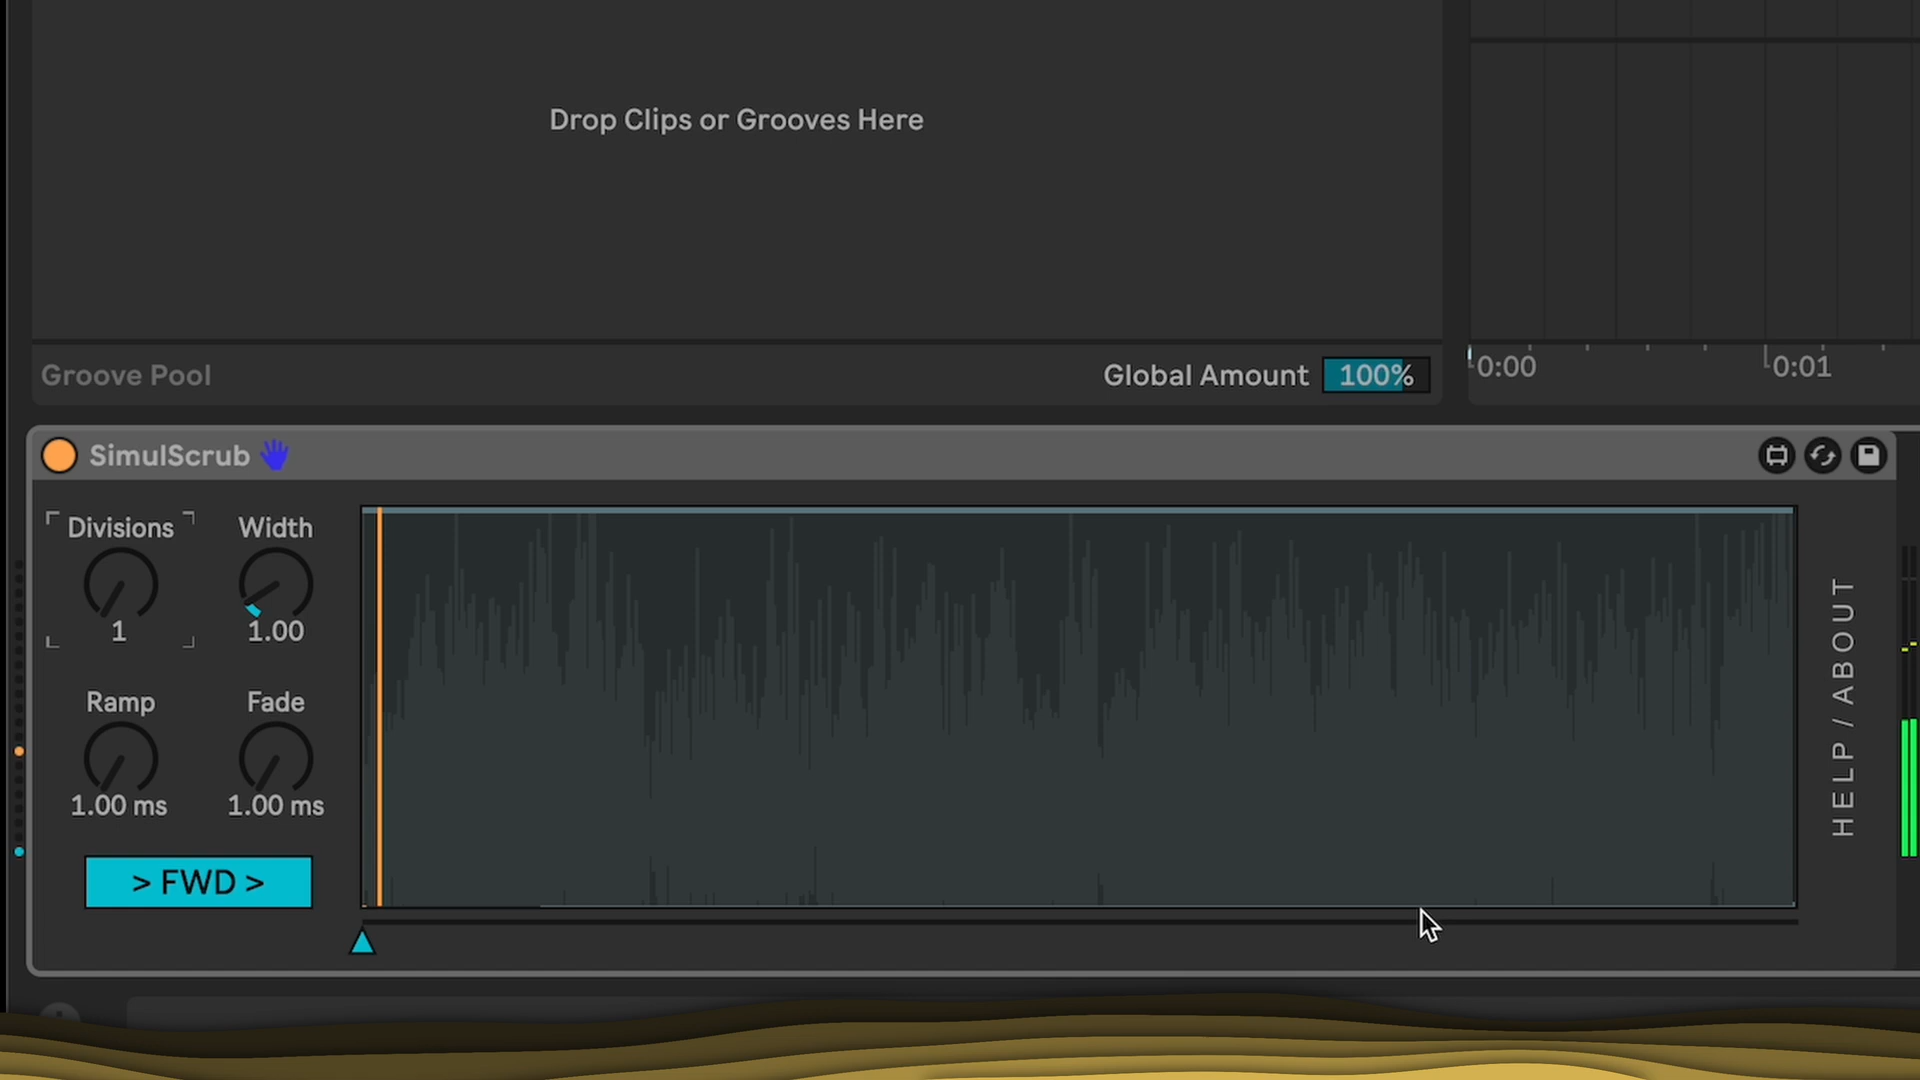 Drop Clips or Grooves Here
Groove Pool
Global Amount 100%
0:00 0:01
SimulScrub
Divisions Width
1 1.00
Ramp Fade
1.00 ms 1.00 ms
> FWD >
HELP / ABOUT